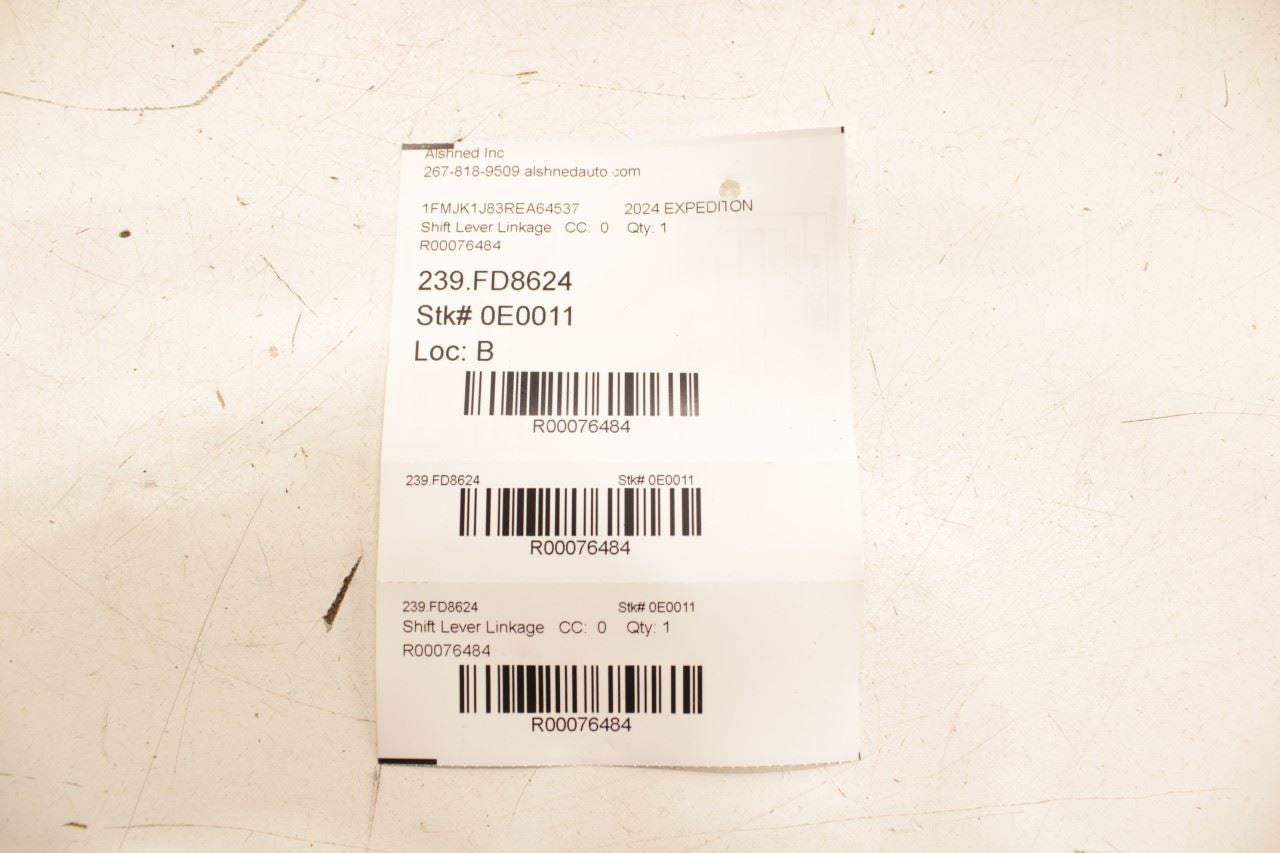 Alshned Inc
267-818-9509 alshnedauto.com
1FMJK1J83REA64537 2024 EXPEDITION
Shift Lever Linkage CC: 0 Qty: 1
R00076484
239.FD8624
Stk# 0E0011
Loc: B
R00076484
239.FD8624 Stk# 0E0011
R00076484
239.FD8624 Stk# 0E0011
Shift Lever Linkage CC: 0 Qty: 1
R00076484
R00076484